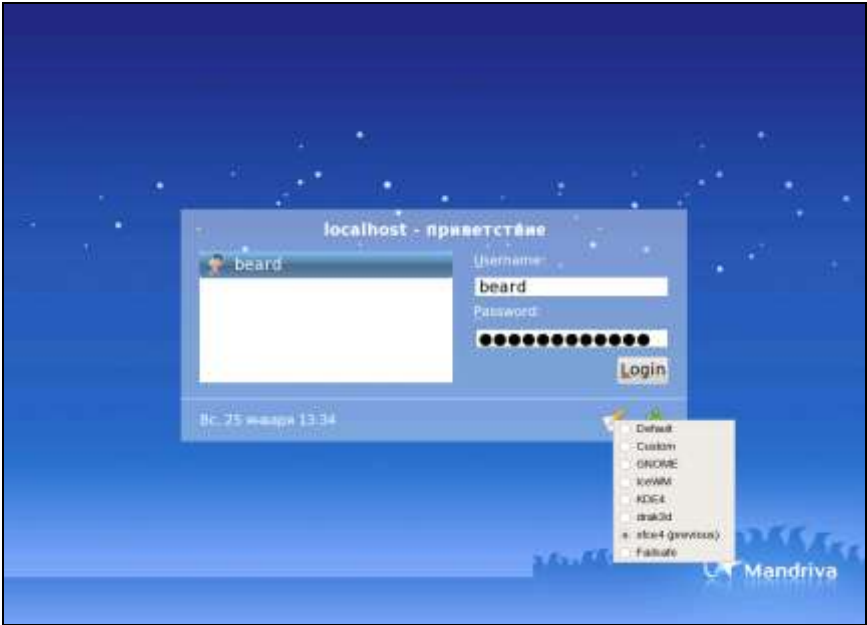 localhost - приветствие
beard
Username:
beard
Password:
Login
Вс, 25 января 13:34
Default
Custom
GNOME
IceWM
KDE4
drak3d
xfce4 (previous)
Failsafe
Mandriva